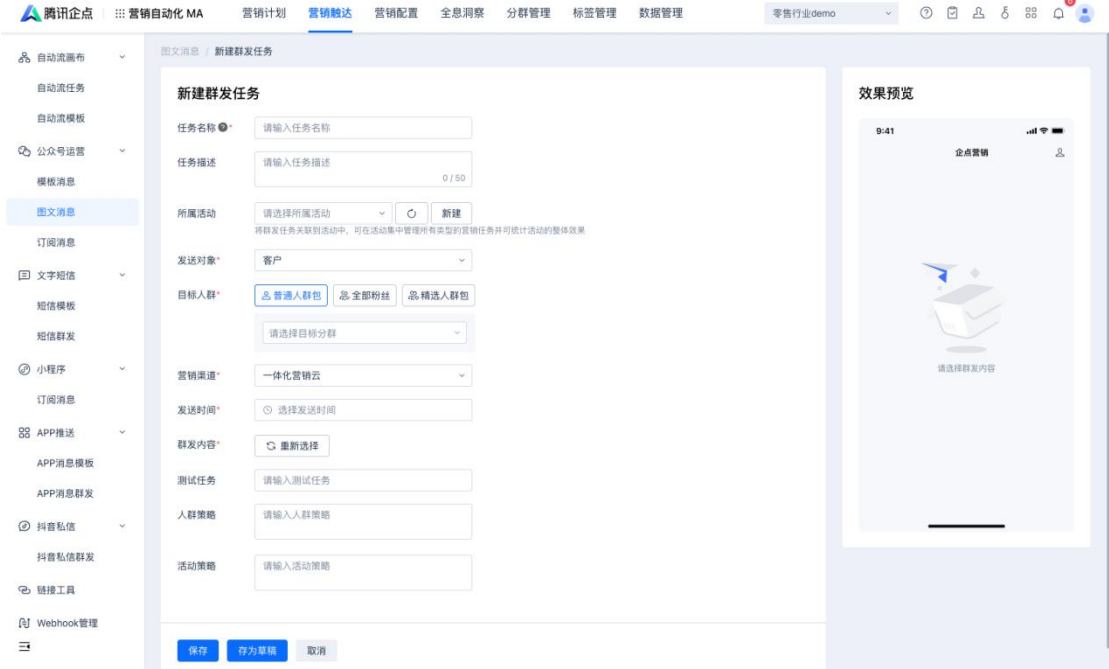 腾讯企点 营销自动化 MA 营销计划 营销触达 营销配置 全息洞察 分群管理 标签管理 数据管理 零售行业demo
自动流画布
自动流任务
自动流模板
公众号运营
模板消息
图文消息
订阅消息
文字短信
短信模板
短信群发
小程序
订阅消息
APP推送
APP消息模板
APP消息群发
抖音私信
抖音私信群发
链接工具
Webhook管理
图文消息 / 新建群发任务
新建群发任务
任务名称* 请输入任务名称
任务描述 请输入任务描述
0 / 50
所属活动 请选择所属活动 新建
将群发任务关联到活动中，可在活动集中管理所有类型的营销任务并可统计活动的整体效果
发送对象* 客户
目标人群* 普通人群包 全部粉丝 精选人群包
请选择目标分群
营销渠道* 一体化营销云
发送时间* 选择发送时间
群发内容* 重新选择
测试任务 请输入测试任务
人群策略 请输入人群策略
活动策略 请输入活动策略
保存 存为草稿 取消
效果预览
9:41
企点营销
请选择群发内容